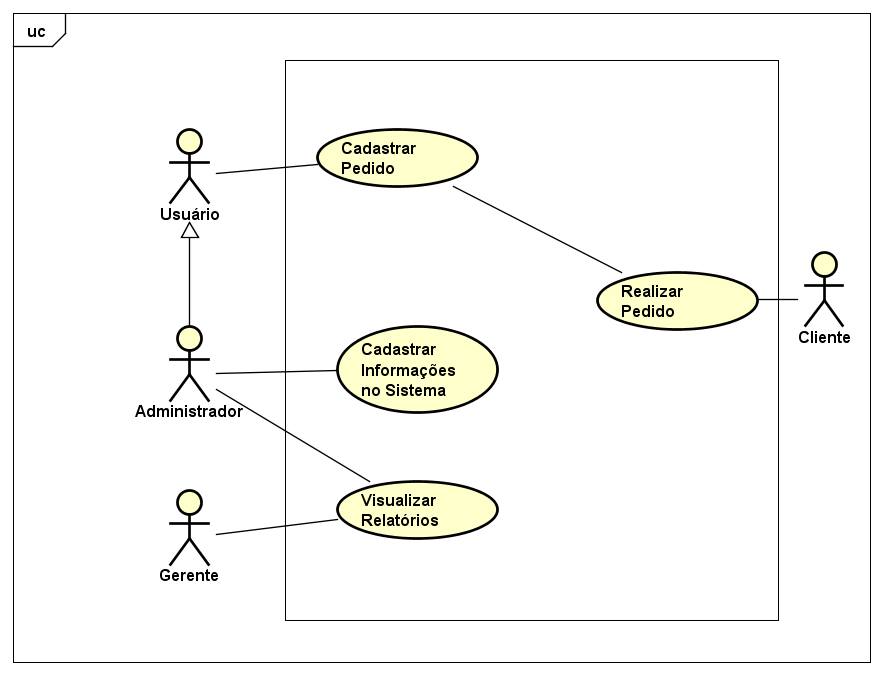 uc
Cadastrar
Pedido
Usuário
Realizar
Pedido
Cliente
Cadastrar
Informações
no Sistema
Administrador
Visualizar
Relatórios
Gerente